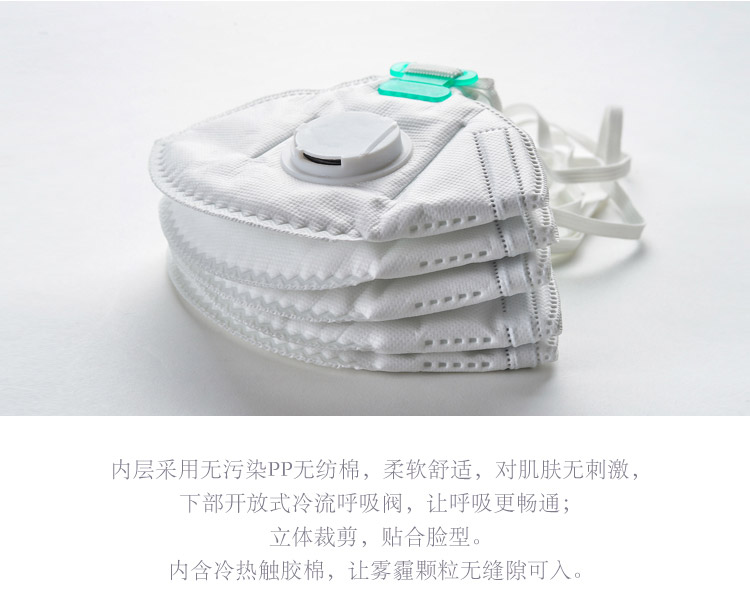 内层采用无污染PP无纺棉，柔软舒适，对肌肤无刺激，
下部开放式冷流呼吸阀，让呼吸更畅通；
立体裁剪，贴合脸型。
内含冷热触胶棉，让雾霾颗粒无缝隙可入。